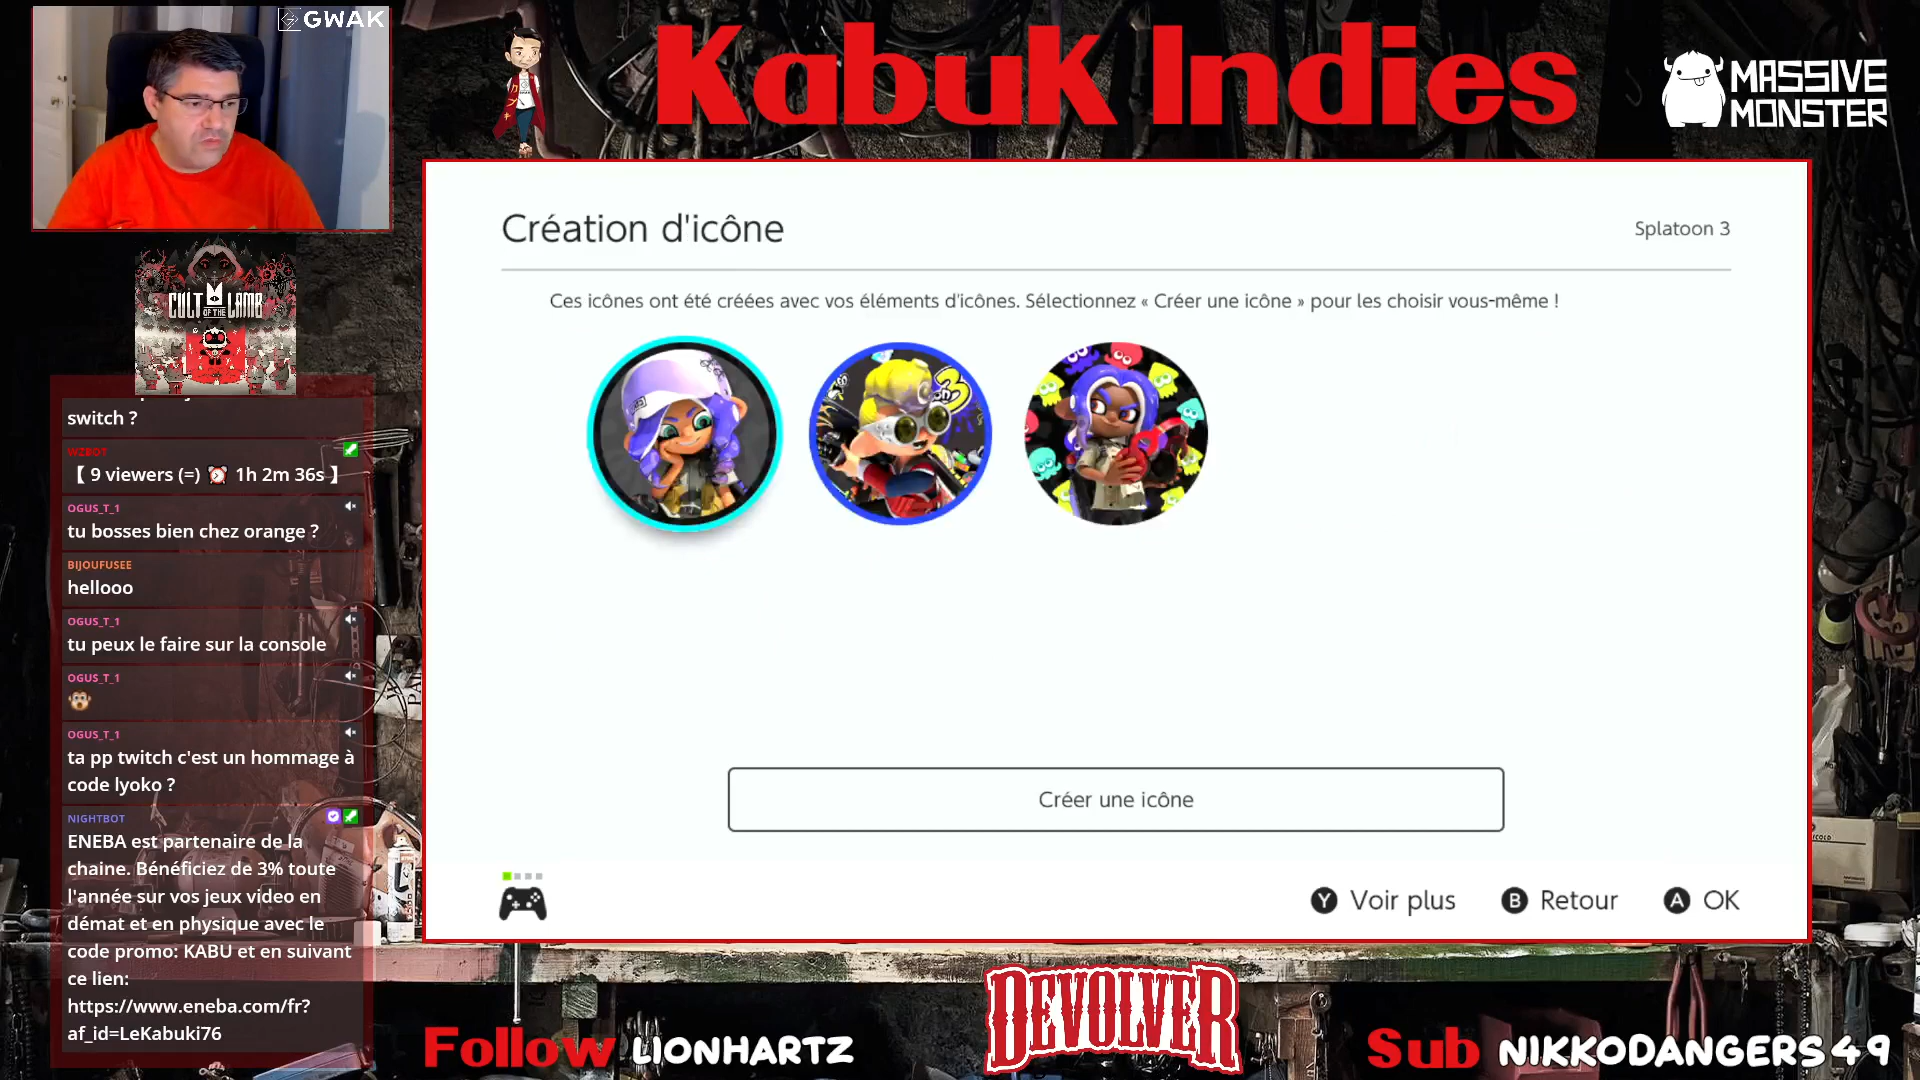 GWAK
KabuK Indies
MASSIVE
MONSTER
CULT
OF THE
LAMB
Création d'icône
Splatoon 3
Ces icônes ont été créées avec vos éléments d'icônes. Sélectionnez « Créer une icône » pour les choisir vous-même !
switch ?
WZBOT
【 9 viewers (=) ⏰ 1h 2m 36s 】
OGUS_T_1
tu bosses bien chez orange ?
BIJOUFUSEE
hellooo
OGUS_T_1
tu peux le faire sur la console
OGUS_T_1
🙊
OGUS_T_1
ta pp twitch c'est un hommage à
code lyoko ?
NIGHTBOT
ENEBA est partenaire de la
chaine. Bénéficiez de 3% toute
l'année sur vos jeux video en
démat et en physique avec le
code promo: KABU et en suivant
ce lien:
https://www.eneba.com/fr?
af_id=LeKabuki76
Créer une icône
Y Voir plus
B Retour
A OK
Follow LIONHARTZ
DEVOLVER
Sub NIKKODANGERS49